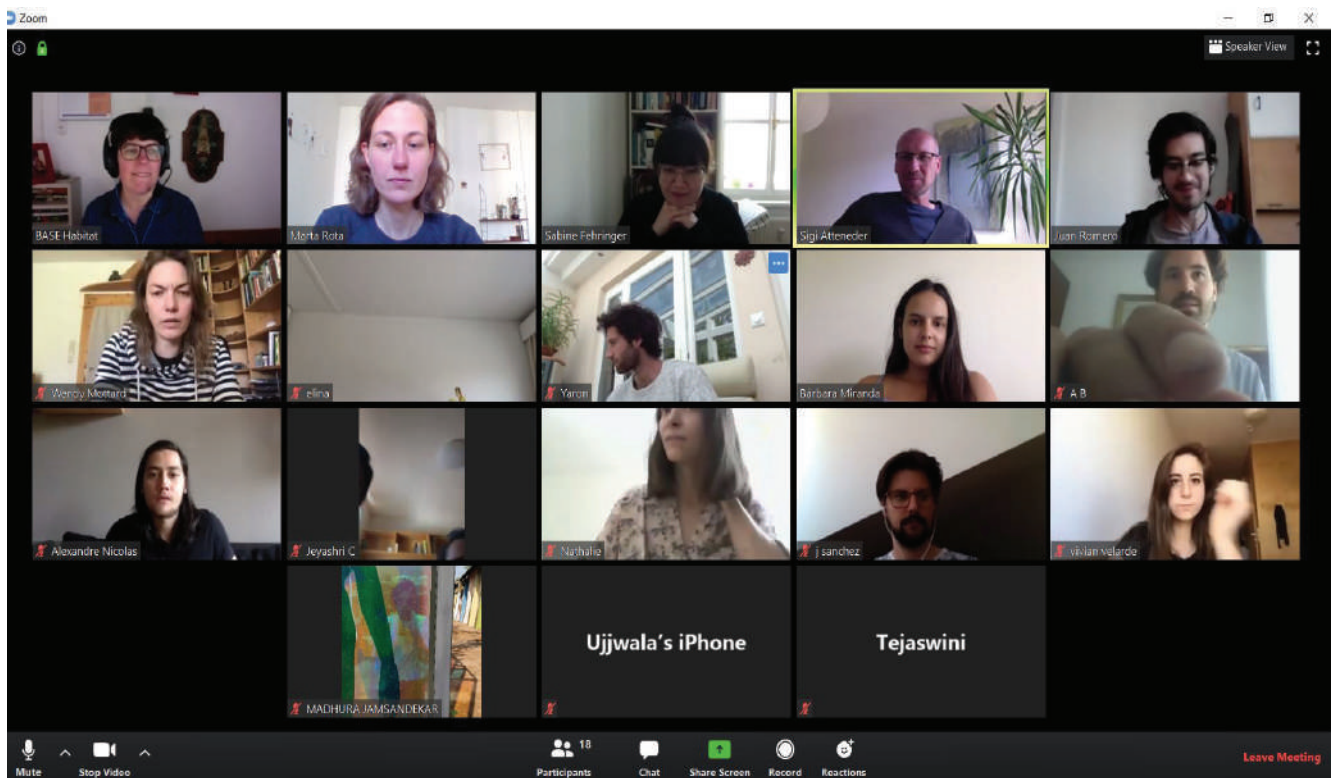 Zoom
Speaker View
BASE Habitat
Marta Rota
Sabine Fehringer
Sigi Atteneder
Juan Romero
Wendy Mottard
elina
Yaron
Bárbara Miranda
A B
Alexandre Nicolas
Jeyashri C
Nathalie
j sanchez
vivian velarde
MADHURA JAMSANDEKAR
Ujjwala's iPhone
Tejaswini
Mute
Stop Video
18
Participants
Chat
Share Screen
Record
Reactions
Leave Meeting